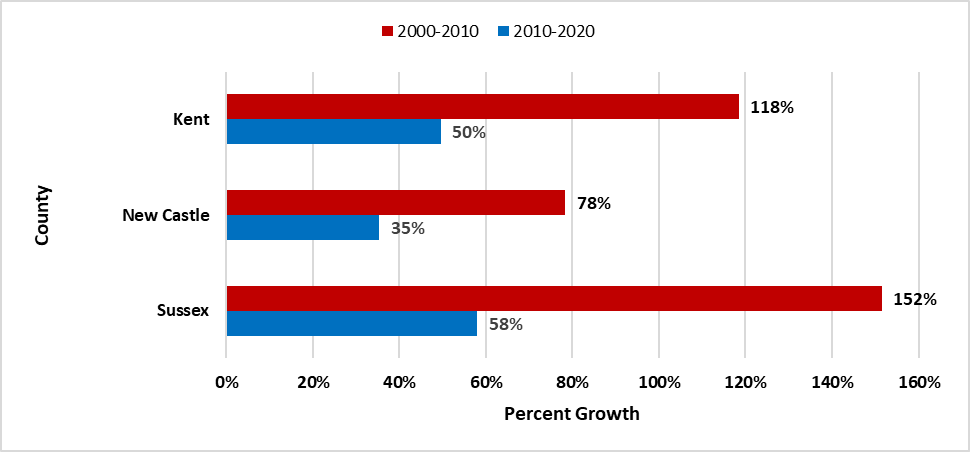 2000-2010 2010-2020
Kent
118%
50%
New Castle
78%
35%
Sussex
152%
58%
County
0% 20% 40% 60% 80% 100% 120% 140% 160%
Percent Growth